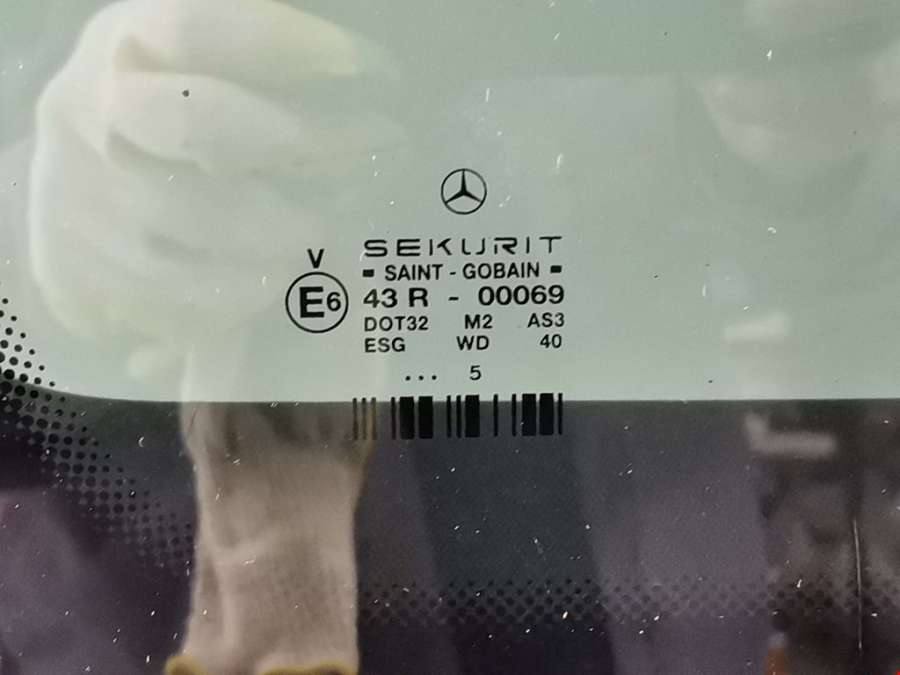 SEKURIT
V
SAINT - GOBAIN
E6 43 R - 00069
DOT32 M2 AS3
ESG WD 40
... 5